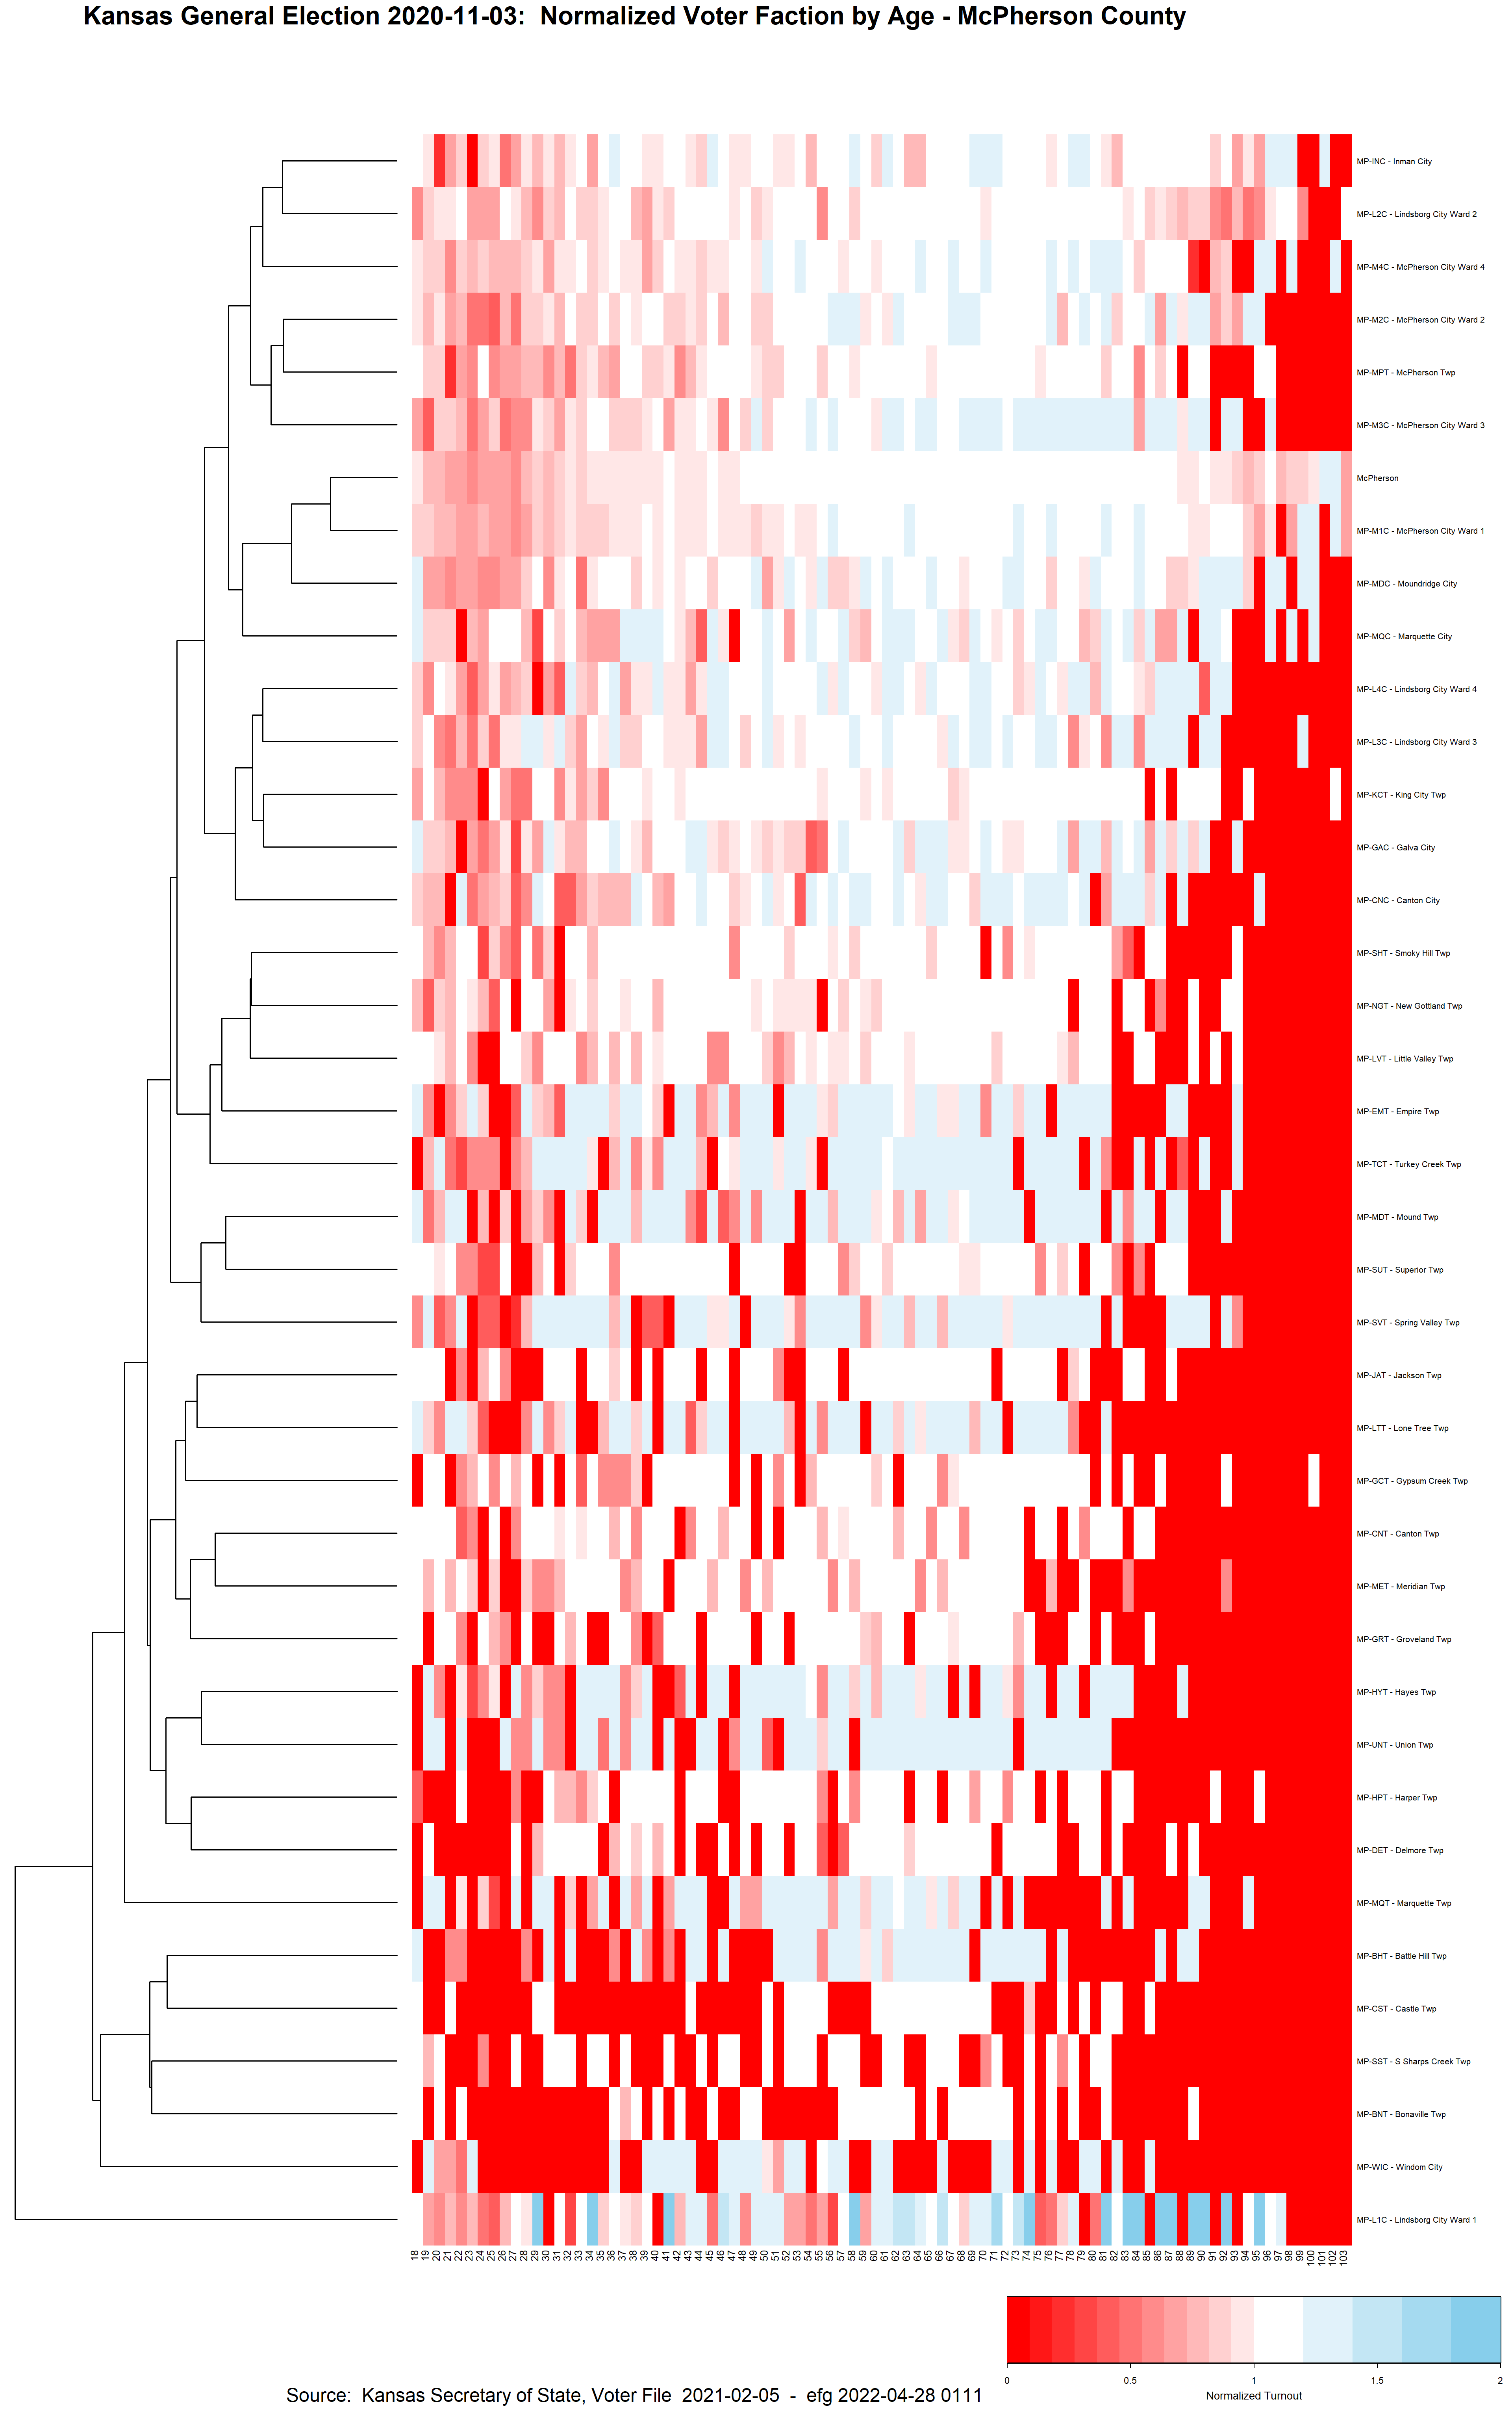 Kansas General Election 2020-11-03:  Normalized Voter Faction by Age - McPherson County
MP-INC - Inman City
MP-L2C - Lindsborg City Ward 2
MP-M4C - McPherson City Ward 4
MP-M2C - McPherson City Ward 2
MP-MPT - McPherson Twp
MP-M3C - McPherson City Ward 3
McPherson
MP-M1C - McPherson City Ward 1
MP-MDC - Moundridge City
MP-MQC - Marquette City
MP-L4C - Lindsborg City Ward 4
MP-L3C - Lindsborg City Ward 3
MP-KCT - King City Twp
MP-GAC - Galva City
MP-CNC - Canton City
MP-SHT - Smoky Hill Twp
MP-NGT - New Gottland Twp
MP-LVT - Little Valley Twp
MP-EMT - Empire Twp
MP-TCT - Turkey Creek Twp
MP-MDT - Mound Twp
MP-SUT - Superior Twp
MP-SVT - Spring Valley Twp
MP-JAT - Jackson Twp
MP-LTT - Lone Tree Twp
MP-GCT - Gypsum Creek Twp
MP-CNT - Canton Twp
MP-MET - Meridian Twp
MP-GRT - Groveland Twp
MP-HYT - Hayes Twp
MP-UNT - Union Twp
MP-HPT - Harper Twp
MP-DET - Delmore Twp
MP-MQT - Marquette Twp
MP-BHT - Battle Hill Twp
MP-CST - Castle Twp
MP-SST - S Sharps Creek Twp
MP-BNT - Bonaville Twp
MP-WIC - Windom City
MP-L1C - Lindsborg City Ward 1
18 19 20 21 22 23 24 25 26 27 28 29 30 31 32 33 34 35 36 37 38 39 40 41 42 43 44 45 46 47 48 49 50 51 52 53 54 55 56 57 58 59 60 61 62 63 64 65 66 67 68 69 70 71 72 73 74 75 76 77 78 79 80 81 82 83 84 85 86 87 88 89 90 91 92 93 94 95 96 97 98 99 100 101 102 103
0 0.5 1 1.5 2
Normalized Turnout
Source:  Kansas Secretary of State, Voter File  2021-02-05  -  efg 2022-04-28 0111